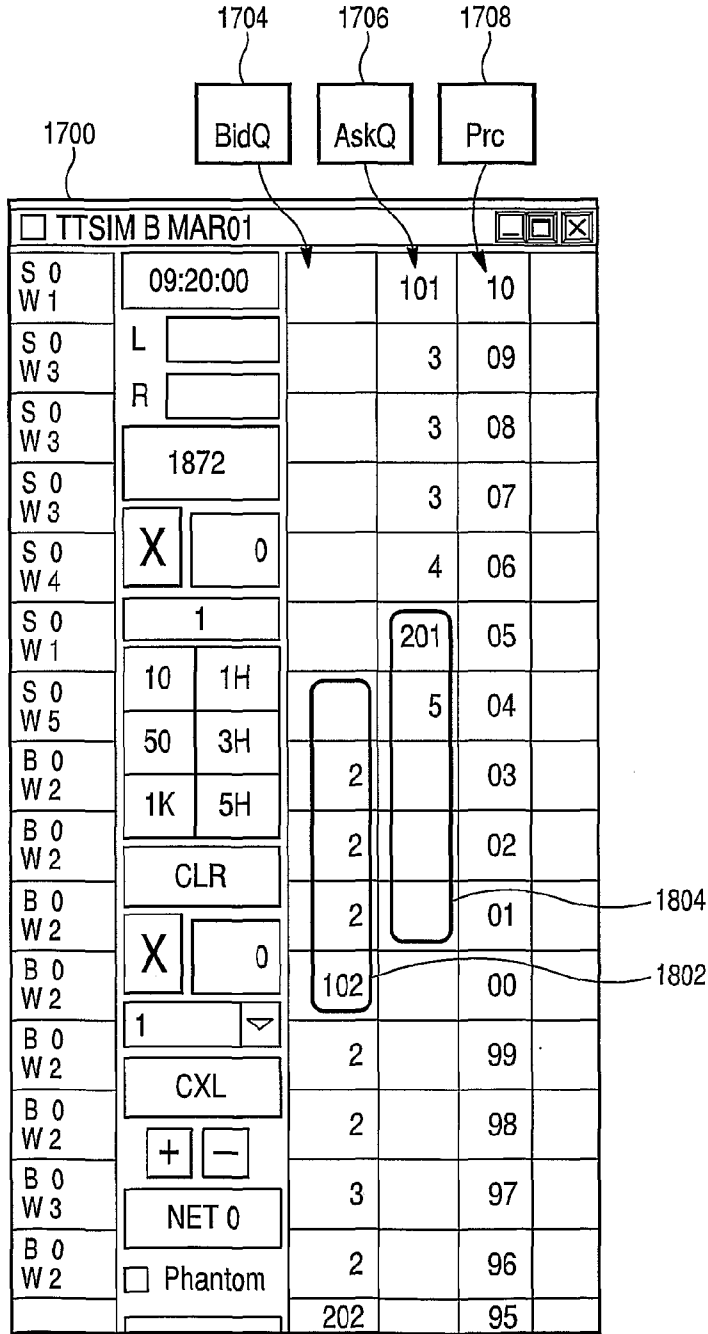 1704 1706 1708
BidQ AskQ Prc
1700
TTSIM B MAR01
S 0
W 1
S 0
W 3
S 0
W 3
S 0
W 3
S 0
W 4
S 0
W 1
S 0
W 5
B 0
W 2
B 0
W 2
B 0
W 2
B 0
W 2
B 0
W 2
B 0
W 2
B 0
W 3
B 0
W 2
09:20:00
L
R
1872
X 0
1
10 1H
50 3H
1K 5H
CLR
X 0
1
CXL
+ -
NET 0
Phantom
101 10
3 09
3 08
3 07
4 06
201 05
5 04
2 03
2 02
2 01
102 00
2 99
2 98
3 97
2 96
202 95
1804
1802